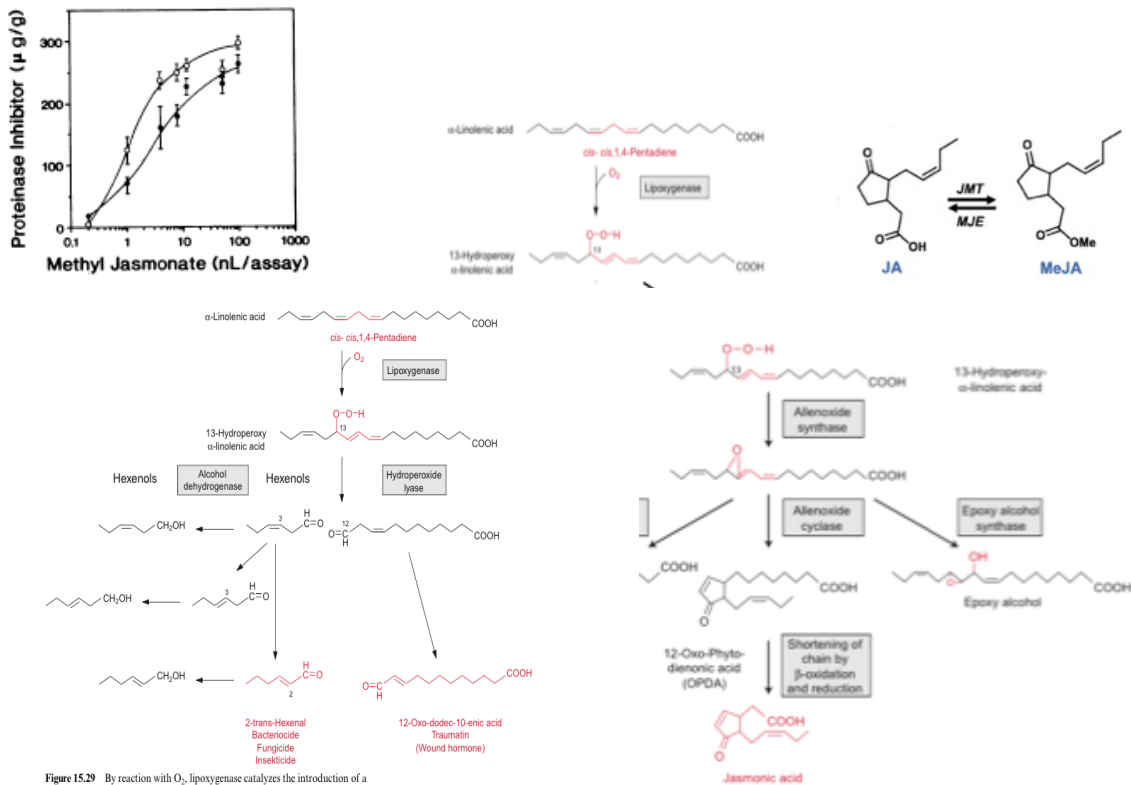 Proteinase Inhibitor (μ g/g)
300
200
100
0
0.1 1 10 100 1000
Methyl Jasmonate (nL/assay)
α-Linolenic acid
COOH
cis- cis,1,4-Pentadiene
O2
Lipoxygenase
O-O-H
13
13-Hydroperoxy
α-linolenic acid
COOH
O
O
OH
JA
JMT
MJE
O
O
OMe
MeJA
α-Linolenic acid
COOH
cis- cis,1,4-Pentadiene
O2
Lipoxygenase
O-O-H
13
13-Hydroperoxy
α-linolenic acid
COOH
Hexenols
Alcohol
dehydrogenase
Hexenols
Hydroperoxide
lyase
CH2OH
3
H
C=O
12
O=C
H
COOH
CH2OH
3
H
C=O
CH2OH
H
C=O
2
COOH
O=C
H
2-trans-Hexenal
Bacteriocide
Fungicide
Insekticide
12-Oxo-dodec-10-enic acid
Traumatin
(Wound hormone)
Figure 15.29 By reaction with O2, lipoxygenase catalyzes the introduction of a
O-O-H
13
COOH
13-Hydroperoxy-
α-linolenic acid
Allenoxide
synthase
O
COOH
Allenoxide
cyclase
Epoxy alcohol
synthase
COOH
COOH
O
OH
O
COOH
Epoxy alcohol
12-Oxo-Phyto-
dienonic acid
(OPDA)
Shortening of
chain by
β-oxidation
and reduction
COOH
O
Jasmonic acid